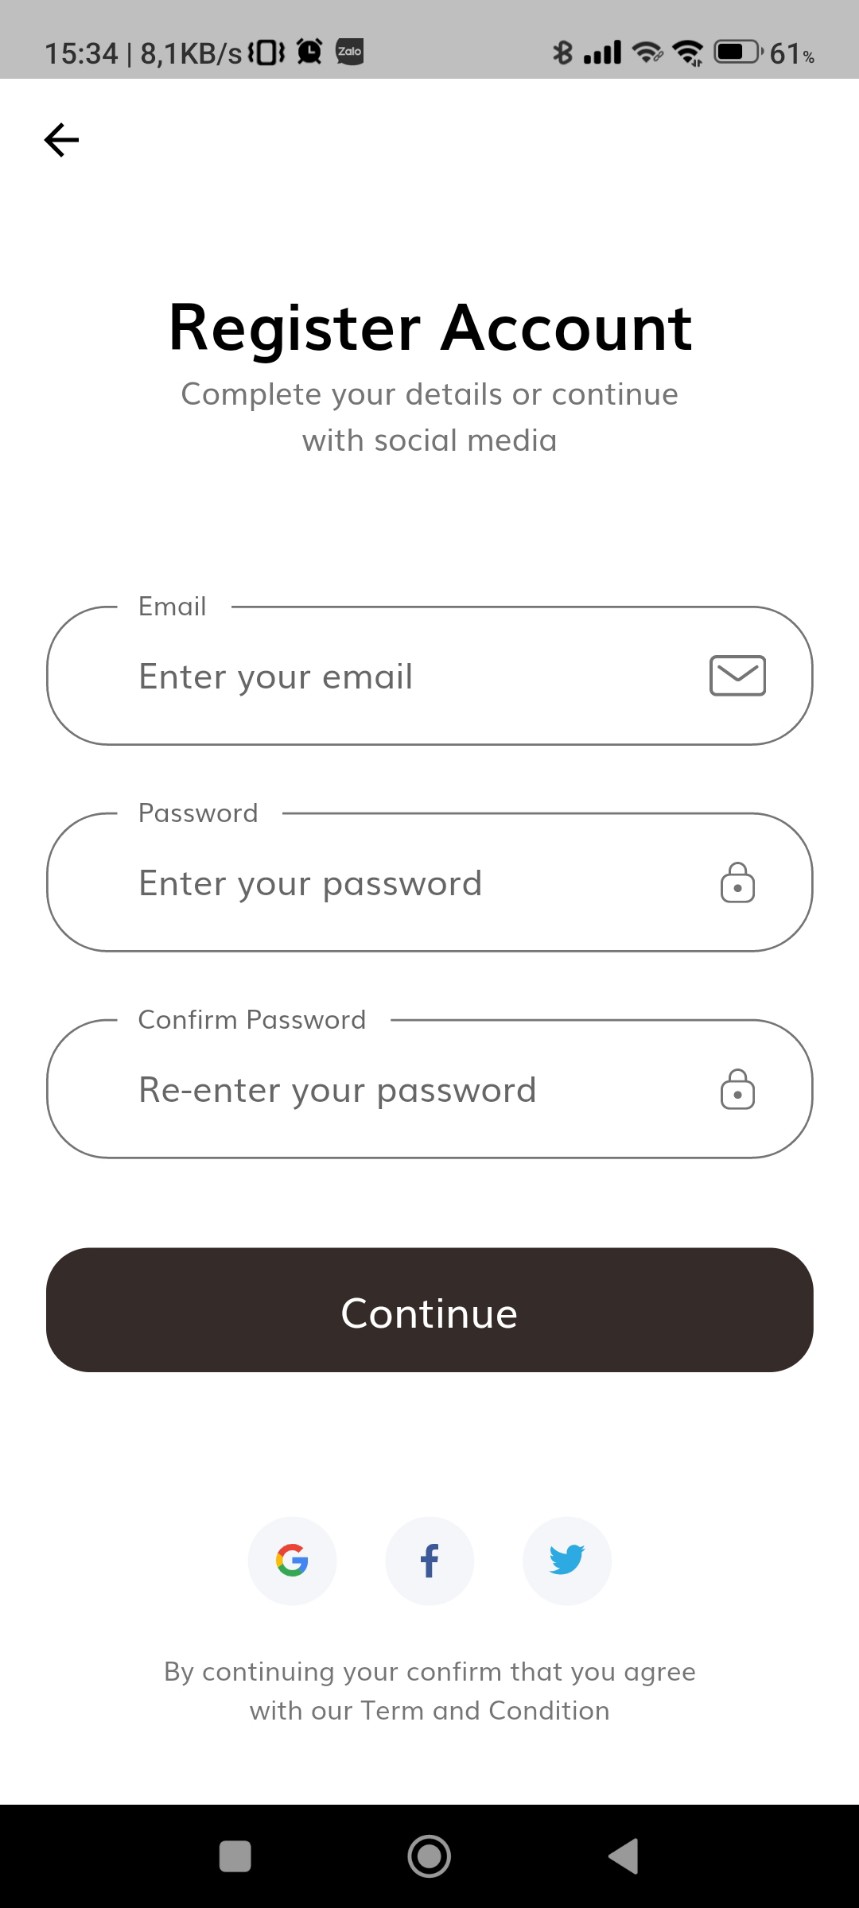 15:34 | 8,1KB/s Zalo 61%
Register Account
Complete your details or continue
with social media
Email
Enter your email
Password
Enter your password
Confirm Password
Re-enter your password
Continue
By continuing your confirm that you agree
with our Term and Condition